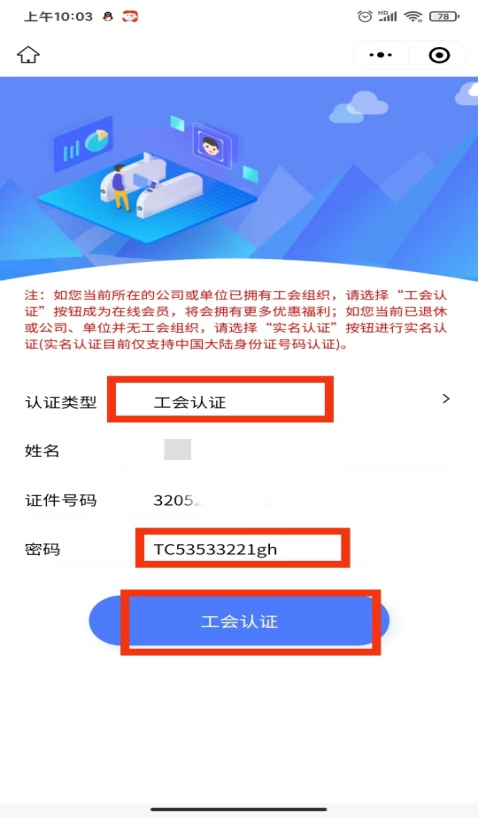 上午10:03
HD
78
注：如您当前所在的公司或单位已拥有工会组织，请选择“工会认
证”按钮成为在线会员，将会拥有更多优惠福利；如您当前已退休
或公司、单位并无工会组织，请选择“实名认证”按钮进行实名认
证(实名认证目前仅支持中国大陆身份证号码认证)。
认证类型 工会认证
姓名
证件号码 3205
密码 TC53533221gh
工会认证